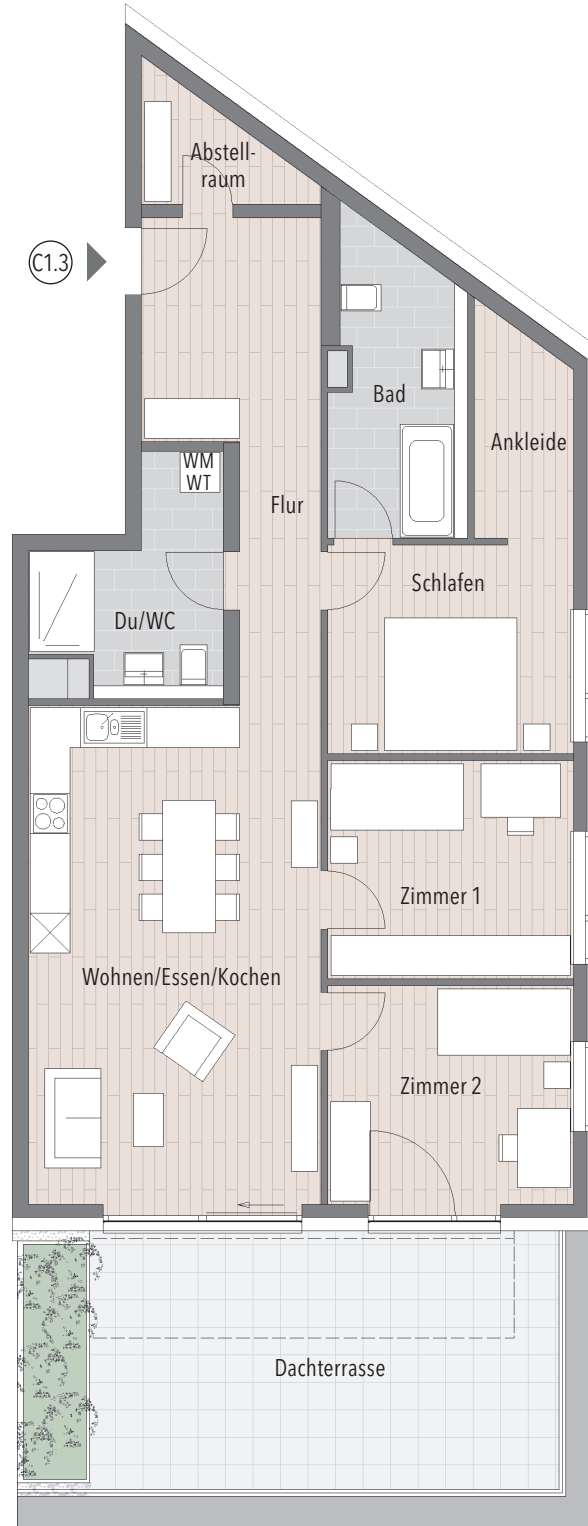 Abstell-
raum
C1.3
Bad
Ankleide
WM
WT
Flur
Schlafen
Du/WC
Zimmer 1
Wohnen/Essen/Kochen
Zimmer 2
Dachterrasse